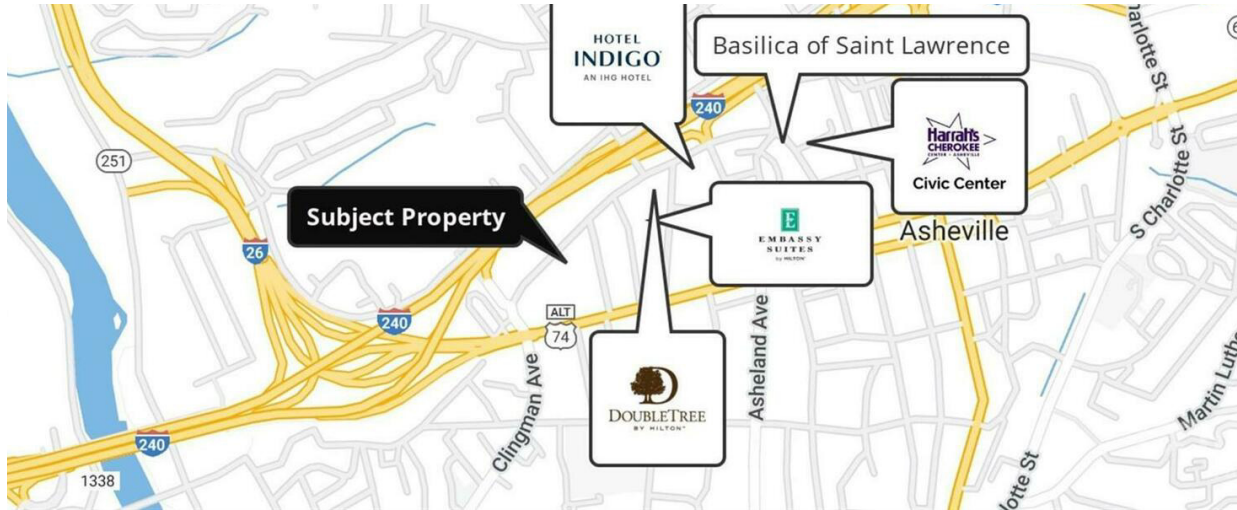 HOTEL
INDIGO
AN IHG HOTEL
Basilica of Saint Lawrence
240
251
Harrah's
CHEROKEE
CENTER - ASHEVILLE
Civic Center
Subject Property
26
EMBASSY
SUITES
by HILTON
Asheville
240
ALT
74
DOUBLETREE
BY HILTON
Clingman Ave
Asheland Ave
harlotte St
S Charlotte St
240
1338
lotte St
Martin Luthe